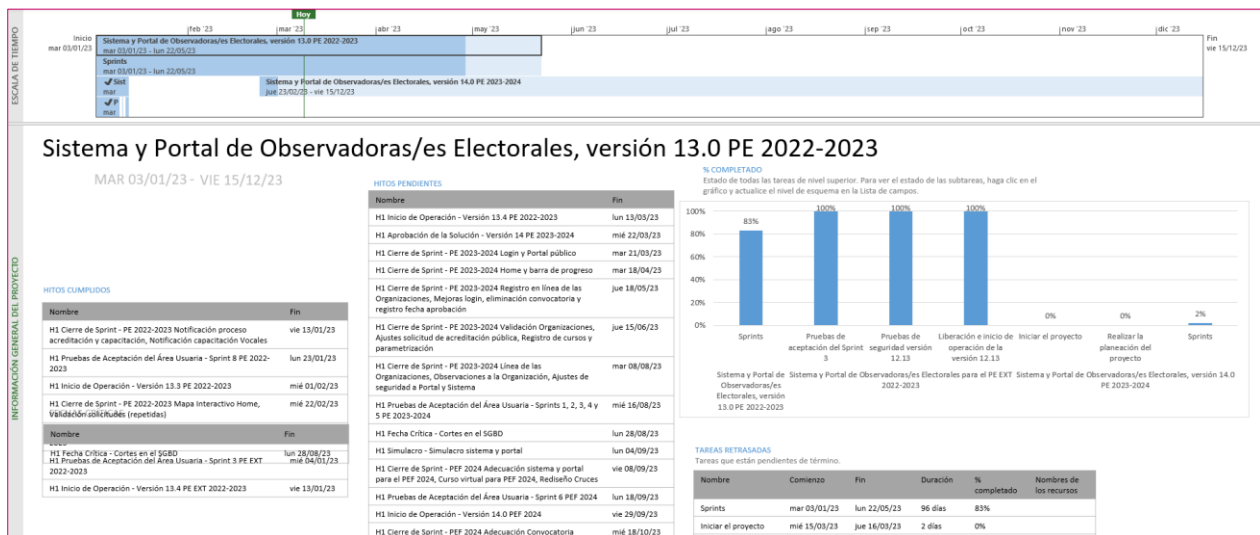 Hoy
feb '23 mar '23 abr '23 may '23 jun '23 jul '23 ago '23 sep '23 oct '23 nov '23 dic '23
ESCALA DE TIEMPO
Inicio
mar 03/01/23
Sistema y Portal de Observadoras/es Electorales, versión 13.0 PE 2022-2023
mar 03/01/23 - lun 22/05/23
Sprints
mar 03/01/23 - lun 22/05/23
Sist
mar
Sistema y Portal de Observadoras/es Electorales, versión 14.0 PE 2023-2024
jue 23/02/23 - vie 15/12/23
P
mar
Fin
vie 15/12/23
INFORMACIÓN GENERAL DEL PROYECTO
Sistema y Portal de Observadoras/es Electorales, versión 13.0 PE 2022-2023
MAR 03/01/23 - VIE 15/12/23
HITOS CUMPLIDOS
Nombre Fin
H1 Cierre de Sprint - PE 2022-2023 Notificación proceso vie 13/01/23
acreditación y capacitación, Notificación capacitación Vocales
H1 Pruebas de Aceptación del Área Usuaria - Sprint 8 PE 2022- lun 23/01/23
2023
H1 Inicio de Operación - Versión 13.3 PE 2022-2023 mié 01/02/23
H1 Cierre de Sprint - PE 2022-2023 Mapa Interactivo Home, mié 22/02/23
Validación solicitudes (repetidas)
Nombre Fin
2023
H1 Fecha Crítica - Cortes en el SGBD lun 28/08/23
H1 Pruebas de Aceptación del Área Usuaria - Sprint 3 PE EXT mié 04/01/23
2022-2023
H1 Inicio de Operación - Versión 13.4 PE EXT 2022-2023 vie 13/01/23
HITOS PENDIENTES
Nombre Fin
H1 Inicio de Operación - Versión 13.4 PE 2022-2023 lun 13/03/23
H1 Aprobación de la Solución - Versión 14 PE 2023-2024 mié 22/03/23
H1 Cierre de Sprint - PE 2023-2024 Login y Portal público mar 21/03/23
H1 Cierre de Sprint - PE 2023-2024 Home y barra de progreso mar 18/04/23
H1 Cierre de Sprint - PE 2023-2024 Registro en línea de las jue 18/05/23
Organizaciones, Mejoras login, eliminación convocatoria y
registro fecha aprobación
H1 Cierre de Sprint - PE 2023-2024 Validación Organizaciones, jue 15/06/23
Ajustes solicitud de acreditación pública, Registro de cursos y
parametrización
H1 Cierre de Sprint - PE 2023-2024 Línea de las mar 08/08/23
Organizaciones, Observaciones a la Organización, Ajustes de
seguridad a Portal y Sistema
H1 Pruebas de Aceptación del Área Usuaria - Sprints 1, 2, 3, 4 y mié 16/08/23
5 PE 2023-2024
H1 Fecha Crítica - Cortes en el SGBD lun 28/08/23
H1 Simulacro - Simulacro sistema y portal lun 04/09/23
H1 Cierre de Sprint - PEF 2024 Adecuación sistema y portal vie 08/09/23
para el PEF 2024, Curso virtual para PEF 2024, Rediseño Cruces
H1 Pruebas de Aceptación del Área Usuaria - Sprint 6 PEF 2024 lun 18/09/23
H1 Inicio de Operación - Versión 14.0 PEF 2024 vie 29/09/23
H1 Cierre de Sprint - PEF 2024 Adecuación Convocatoria mié 18/10/23
% COMPLETADO
Estado de todas las tareas de nivel superior. Para ver el estado de las subtareas, haga clic en el
gráfico y actualice el nivel de esquema en la Lista de campos.
100% 80% 60% 40% 20% 0%
83% 100% 100% 100% 0% 0% 2%
Sprints
Pruebas de
aceptación del Sprint
3
Pruebas de
seguridad versión
12.13
Liberación e inicio de
operación de la
versión 12.13
Iniciar el proyecto
Realizar la
planeación del
proyecto
Sprints
Sistema y Portal de
Observadoras/es
Electorales, versión
13.0 PE 2022-2023
Sistema y Portal de Observadoras/es Electorales para el PE EXT
2022-2023
Sistema y Portal de Observadoras/es Electorales, versión 14.0
PE 2023-2024
TAREAS RETRASADAS
Tareas que están pendientes de término.
Nombre Comienzo Fin Duración % completado Nombres de los recursos
Sprints mar 03/01/23 lun 22/05/23 96 días 83%
Iniciar el proyecto mié 15/03/23 jue 16/03/23 2 días 0%